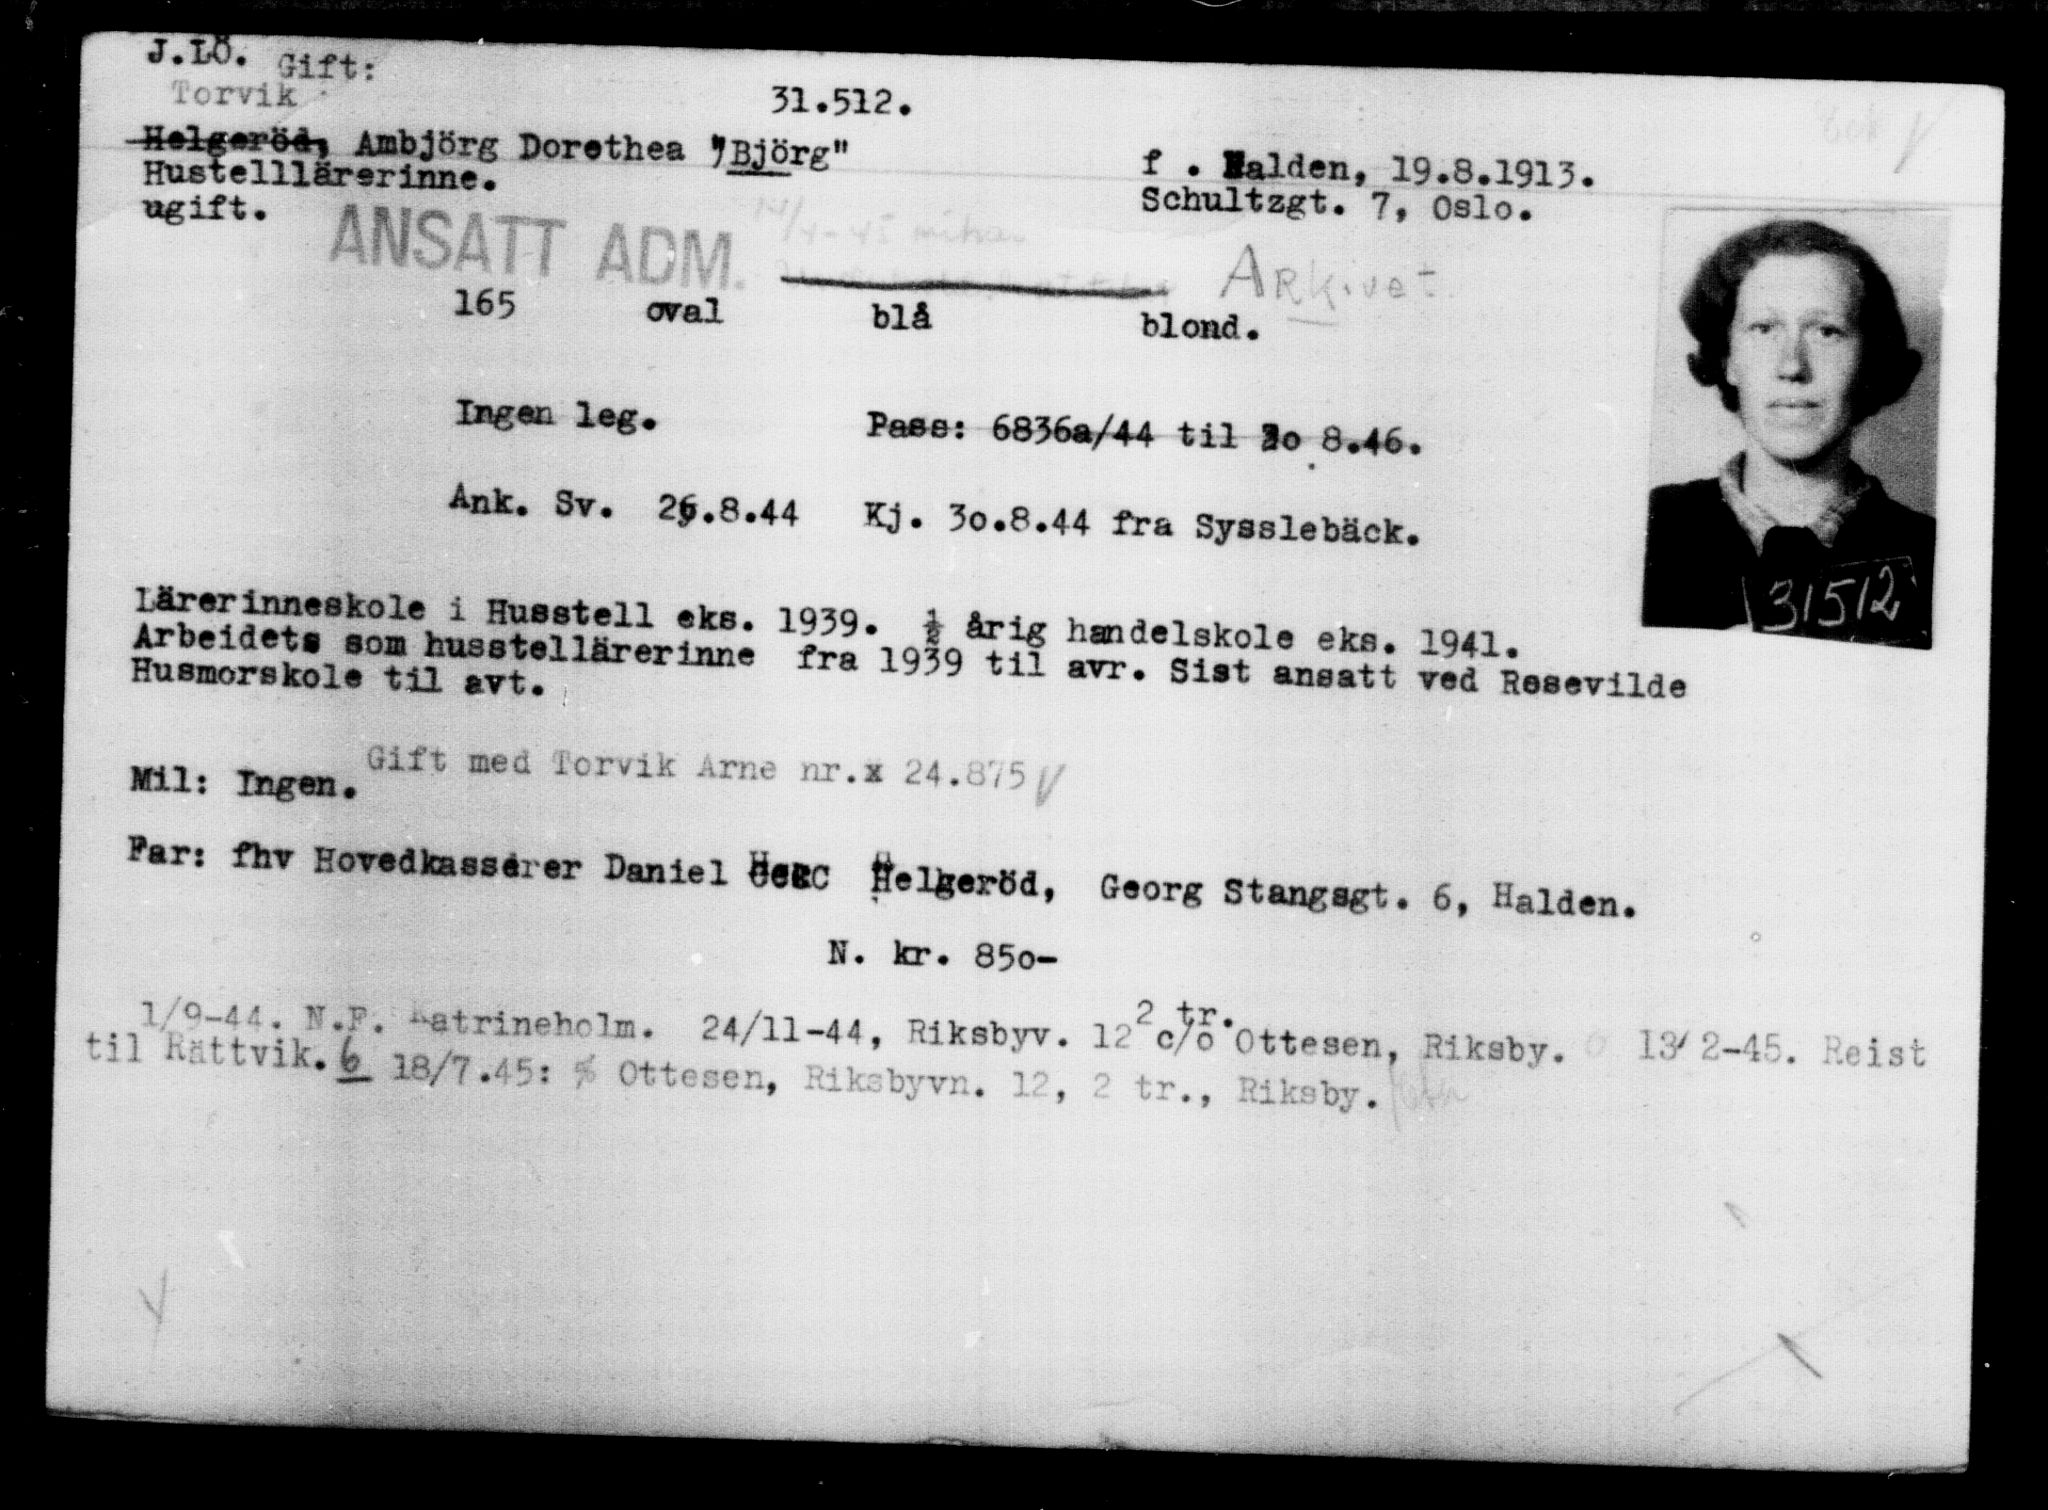 J.LÖ. Gift:
Torvik
31.512.
Helgeröd, Ambjörg Dorothea "Björg"
f . Halden, 19.8.1913.
Hustelllärerinne.
Schultzgt. 7, Oslo.
ugift.
ANSATT ADM.
Arkivet
165 oval blå blond.
Ingen leg. Pass: 6836a/44 til 30 8.46.
Ank. Sv. 26.8.44 Kj. 3o.8.44 fra Sysslebäck.
31512
Lärerinneskole i Husstell eks. 1939. ½ årig handelskole eks. 1941.
Arbeidets som husstellärerinne fra 1939 til avr. Sist ansatt ved Rosevilde
Husmorskole til avt.
Gift med Torvik Arne nr.x 24.875
Mil: Ingen.
Far: fhv Hovedkasserer Daniel Helgeröd, Georg Stangsgt. 6, Halden.
N. kr. 85o-
1/9-44. N.F. Katrineholm. 24/11-44, Riksbyv. 12 2 tr. c/o Ottesen, Riksby. 13/2-45. Reist
til Rättvik. 6 18/7.45: % Ottesen, Riksbyvn. 12, 2 tr., Riksby.